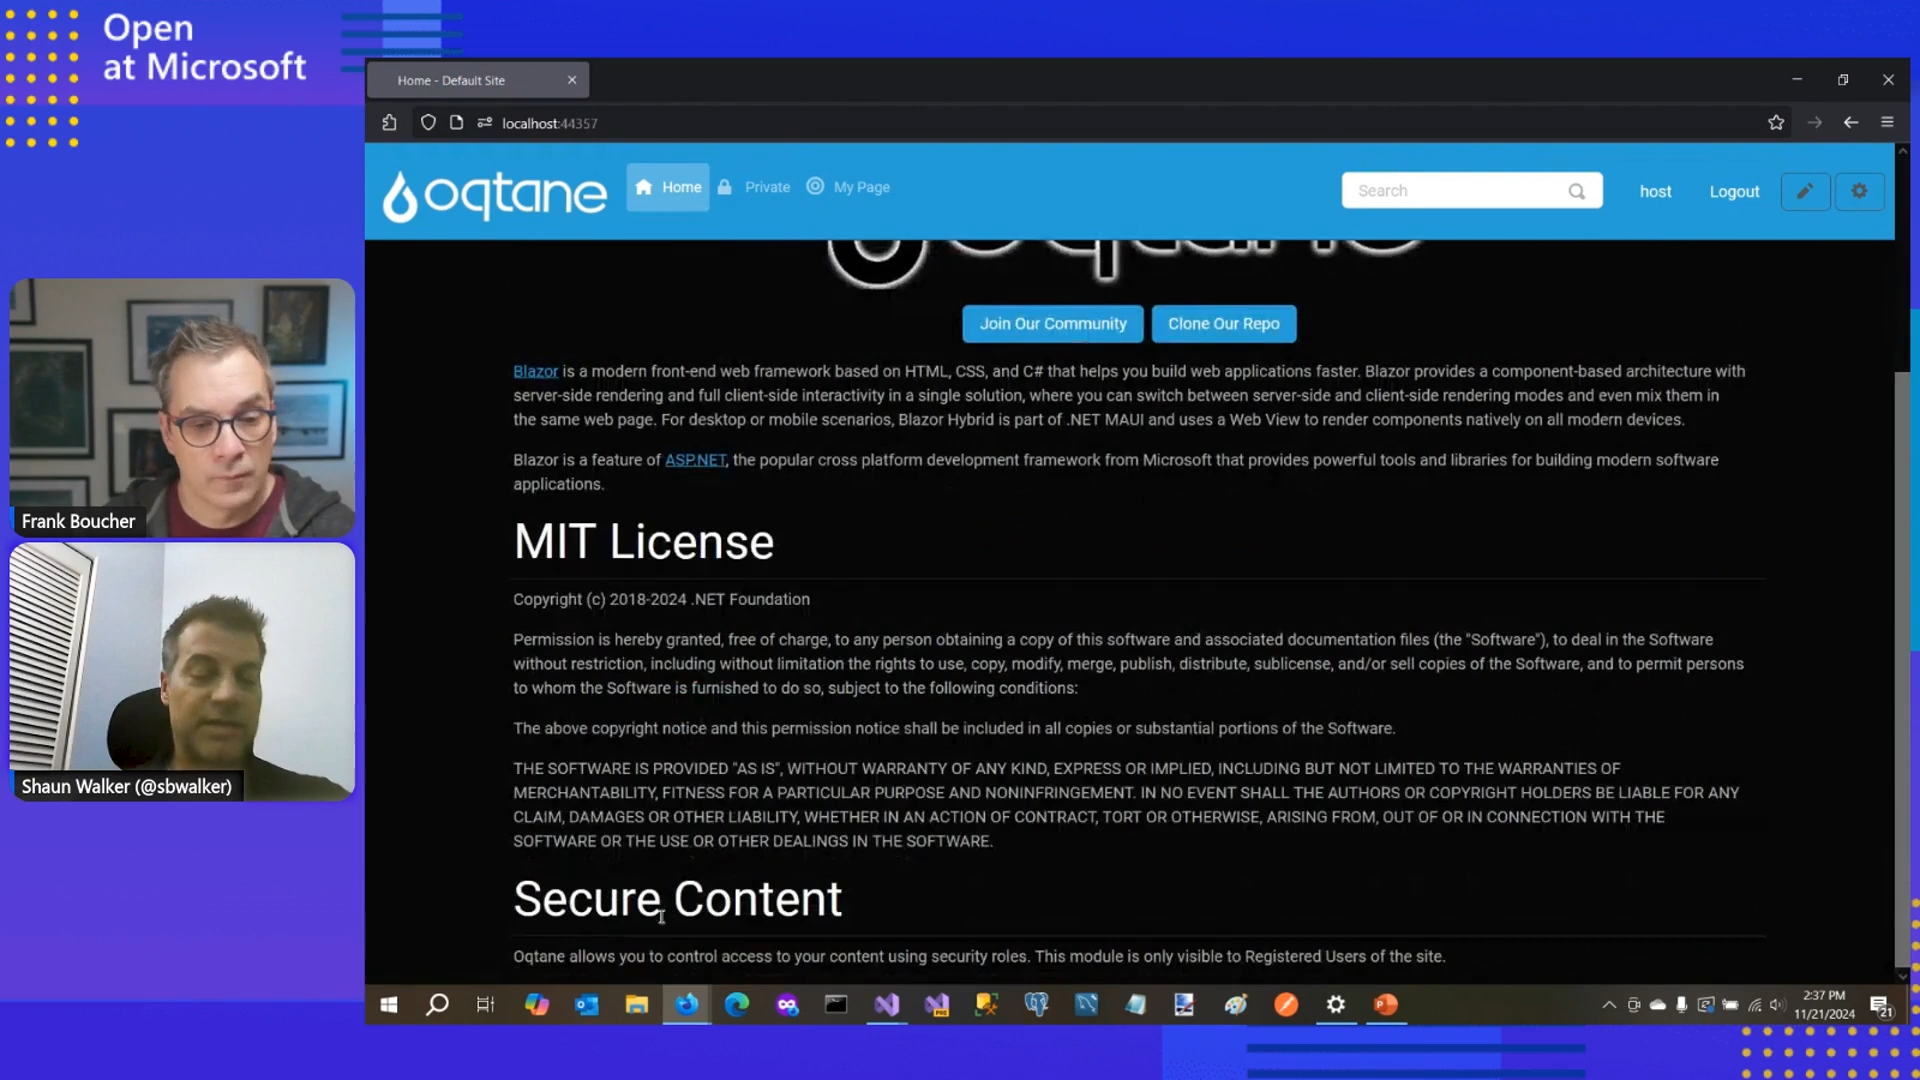 Open
at Microsoft
Home - Default Site
localhost:44357
oqtane
Home
Private
My Page
Search
host
Logout
oqtane
Join Our Community
Clone Our Repo
Blazor is a modern front-end web framework based on HTML, CSS, and C# that helps you build web applications faster. Blazor provides a component-based architecture with
server-side rendering and full client-side interactivity in a single solution, where you can switch between server-side and client-side rendering modes and even mix them in
the same web page. For desktop or mobile scenarios, Blazor Hybrid is part of .NET MAUI and uses a Web View to render components natively on all modern devices.
Blazor is a feature of ASP.NET, the popular cross platform development framework from Microsoft that provides powerful tools and libraries for building modern software
applications.
MIT License
Copyright (c) 2018-2024 .NET Foundation
Permission is hereby granted, free of charge, to any person obtaining a copy of this software and associated documentation files (the "Software"), to deal in the Software
without restriction, including without limitation the rights to use, copy, modify, merge, publish, distribute, sublicense, and/or sell copies of the Software, and to permit persons
to whom the Software is furnished to do so, subject to the following conditions:
The above copyright notice and this permission notice shall be included in all copies or substantial portions of the Software.
THE SOFTWARE IS PROVIDED "AS IS", WITHOUT WARRANTY OF ANY KIND, EXPRESS OR IMPLIED, INCLUDING BUT NOT LIMITED TO THE WARRANTIES OF
MERCHANTABILITY, FITNESS FOR A PARTICULAR PURPOSE AND NONINFRINGEMENT. IN NO EVENT SHALL THE AUTHORS OR COPYRIGHT HOLDERS BE LIABLE FOR ANY
CLAIM, DAMAGES OR OTHER LIABILITY, WHETHER IN AN ACTION OF CONTRACT, TORT OR OTHERWISE, ARISING FROM, OUT OF OR IN CONNECTION WITH THE
SOFTWARE OR THE USE OR OTHER DEALINGS IN THE SOFTWARE.
Secure Content
Oqtane allows you to control access to your content using security roles. This module is only visible to Registered Users of the site.
Frank Boucher
Shaun Walker (@sbwalker)
2:37 PM
11/21/2024
21